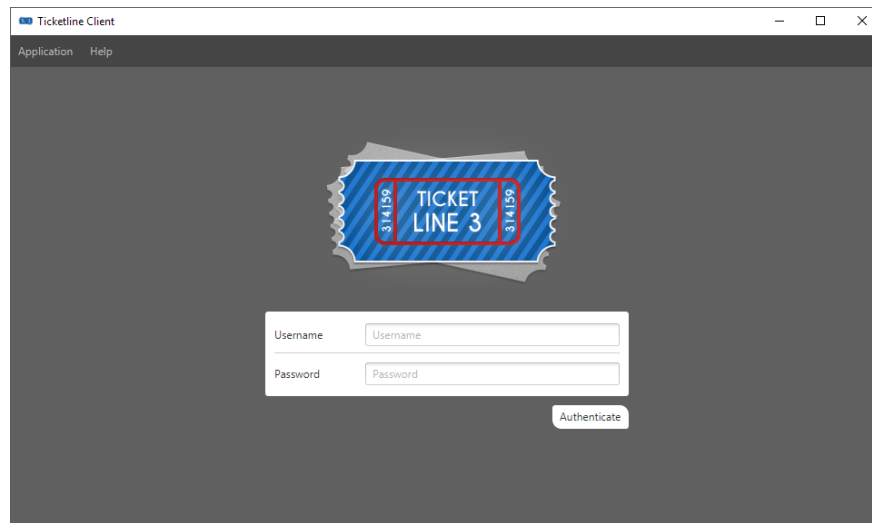 Ticketline Client
Application Help
314159
TICKET
LINE 3
314159
Username Username
Password Password
Authenticate